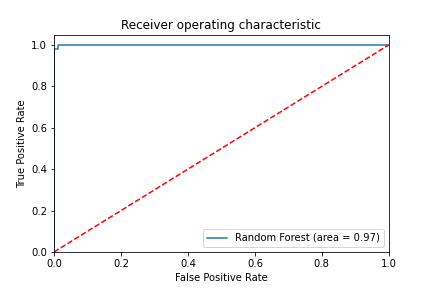 Receiver operating characteristic
1.0
0.8
0.6
0.4
0.2
0.0
True Positive Rate
Random Forest (area = 0.97)
0.0 0.2 0.4 0.6 0.8 1.0
False Positive Rate